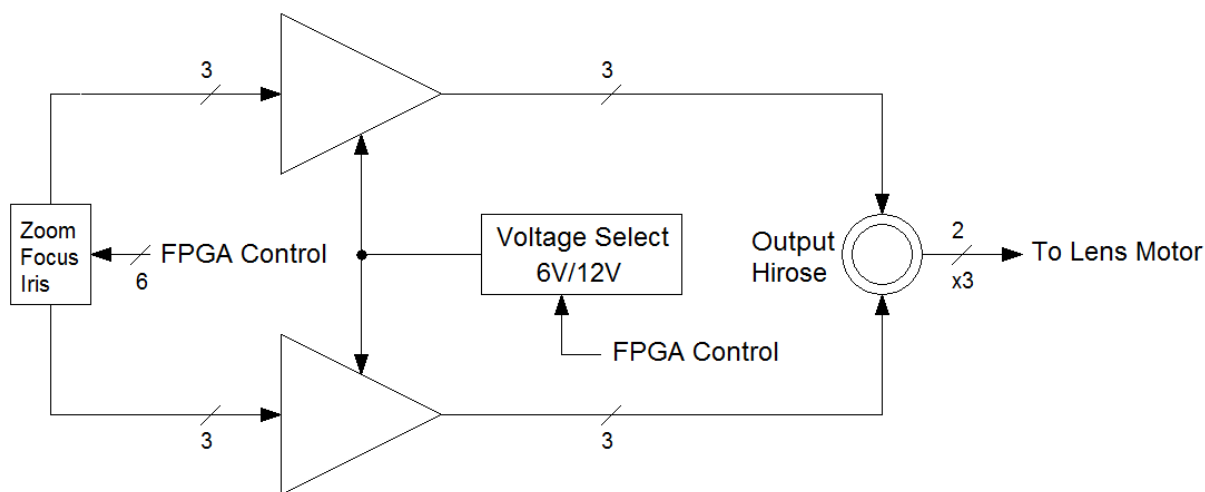 3
3
Zoom
Focus
Iris
FPGA Control
6
Voltage Select
6V/12V
FPGA Control
Output
Hirose
2
x3
To Lens Motor
3
3